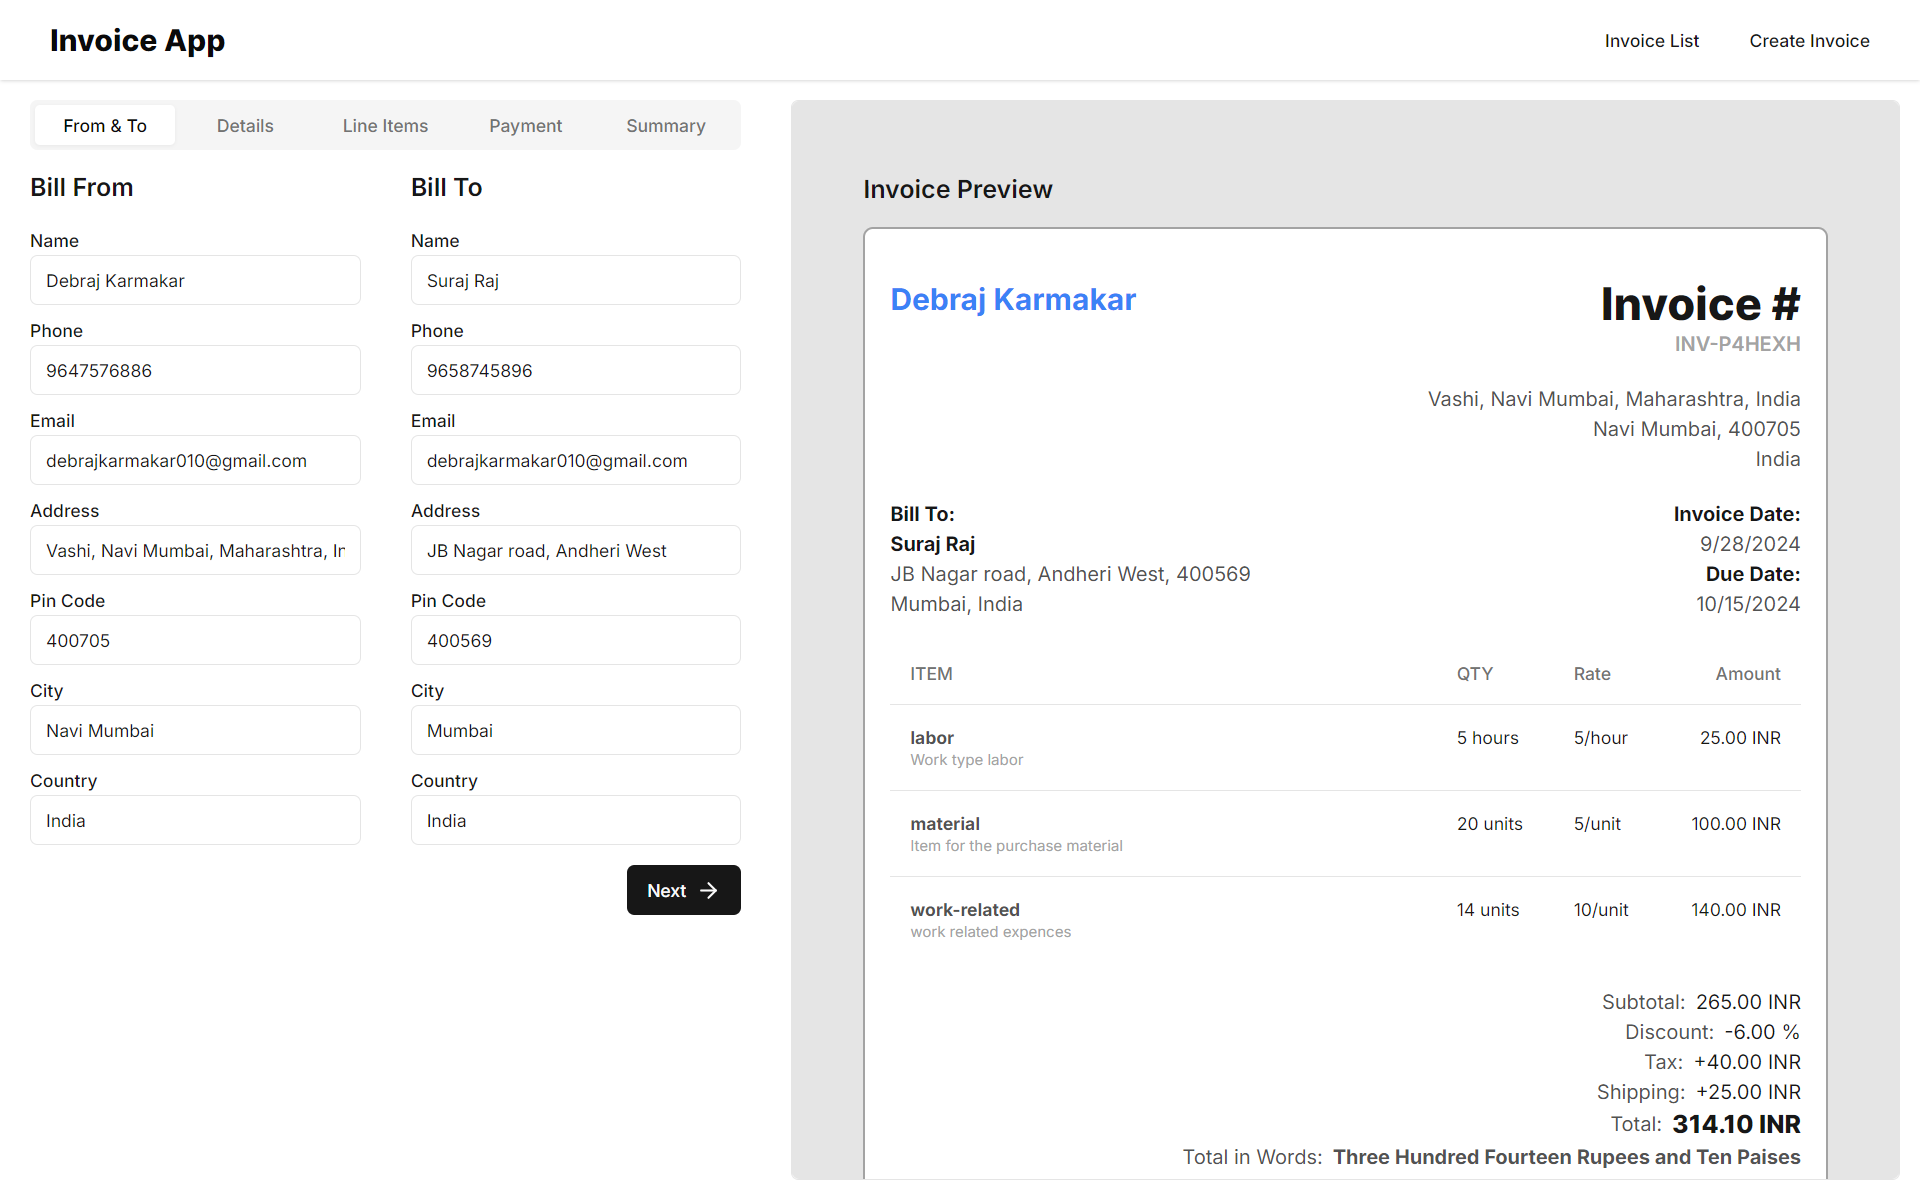 Invoice App
Invoice List
Create Invoice
From & To
Details
Line Items
Payment
Summary
Bill From
Name
Debraj Karmakar
Phone
9647576886
Email
debrajkarmakar010@gmail.com
Address
Vashi, Navi Mumbai, Maharashtra, Ir
Pin Code
400705
City
Navi Mumbai
Country
India
Bill To
Name
Suraj Raj
Phone
9658745896
Email
debrajkarmakar010@gmail.com
Address
JB Nagar road, Andheri West
Pin Code
400569
City
Mumbai
Country
India
Next
Invoice Preview
Debraj Karmakar
Invoice #
INV-P4HEXH
Vashi, Navi Mumbai, Maharashtra, India
Navi Mumbai, 400705
India
Bill To:
Suraj Raj
JB Nagar road, Andheri West, 400569
Mumbai, India
Invoice Date:
9/28/2024
Due Date:
10/15/2024
ITEM QTY Rate Amount
labor 5 hours 5/hour 25.00 INR
Work type labor
material 20 units 5/unit 100.00 INR
Item for the purchase material
work-related 14 units 10/unit 140.00 INR
work related expences
Subtotal: 265.00 INR
Discount: -6.00 %
Tax: +40.00 INR
Shipping: +25.00 INR
Total: 314.10 INR
Total in Words: Three Hundred Fourteen Rupees and Ten Paises